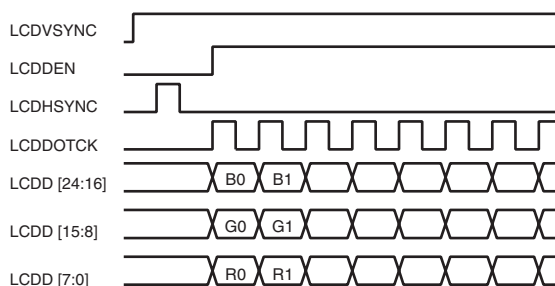 LCDVSYNC
LCDDEN
LCDHSYNC
LCDDOTCK
LCDD [24:16] B0 B1
LCDD [15:8] G0 G1
LCDD [7:0] R0 R1